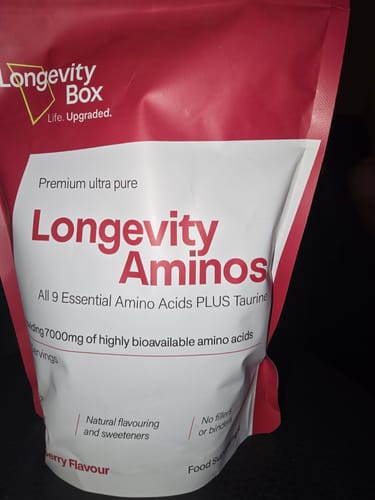 Longevity
Box
Life. Upgraded.
Premium ultra pure
Longevity
Aminos
All 9 Essential Amino Acids PLUS Taurine
7000mg of highly bioavailable amino acids
Natural flavouring
and sweeteners
No fillers
or binders
Flavour
Food